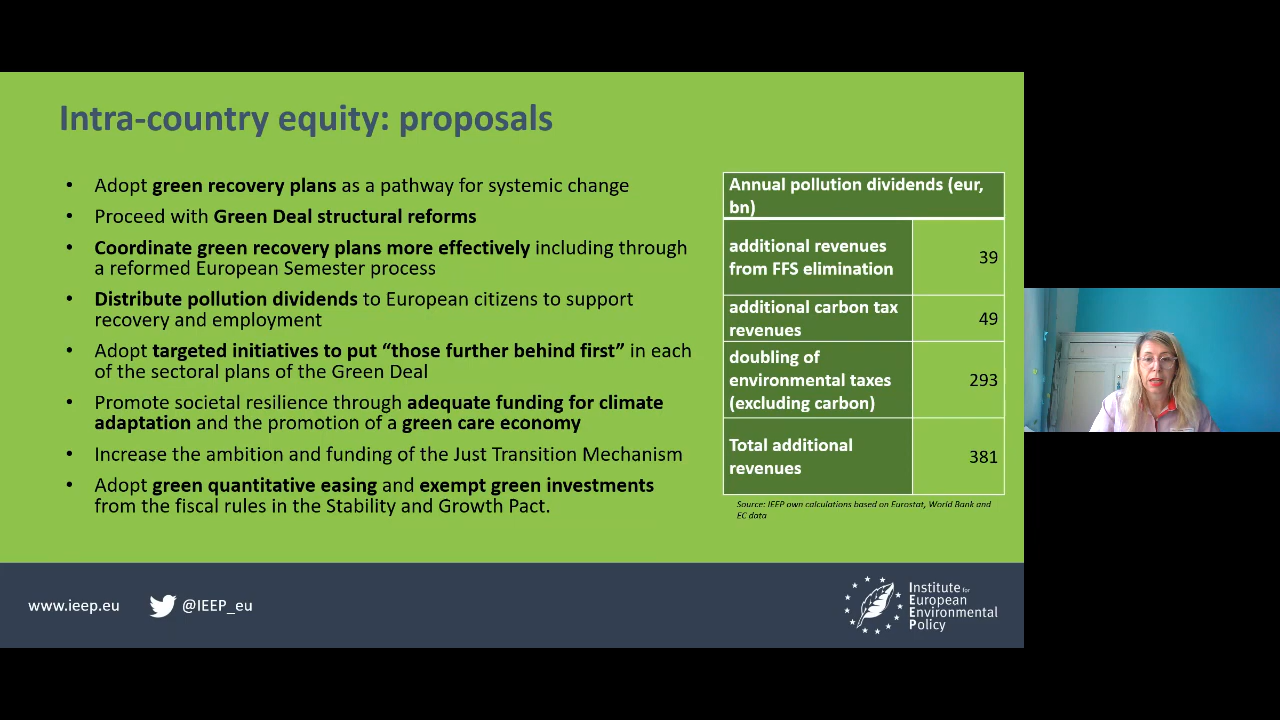 Intra-country equity: proposals
• Adopt green recovery plans as a pathway for systemic change
• Proceed with Green Deal structural reforms
• Coordinate green recovery plans more effectively including through
a reformed European Semester process
• Distribute pollution dividends to European citizens to support
recovery and employment
• Adopt targeted initiatives to put “those further behind first” in each
of the sectoral plans of the Green Deal
• Promote societal resilience through adequate funding for climate
adaptation and the promotion of a green care economy
• Increase the ambition and funding of the Just Transition Mechanism
• Adopt green quantitative easing and exempt green investments
from the fiscal rules in the Stability and Growth Pact.
Annual pollution dividends (eur,
bn)
additional revenues
from FFS elimination
39
additional carbon tax
revenues
49
doubling of
environmental taxes
(excluding carbon)
293
Total additional
revenues
381
Source: IEEP own calculations based on Eurostat, World Bank and
EC data
www.ieep.eu
@IEEP_eu
Institute for
European
Environmental
Policy